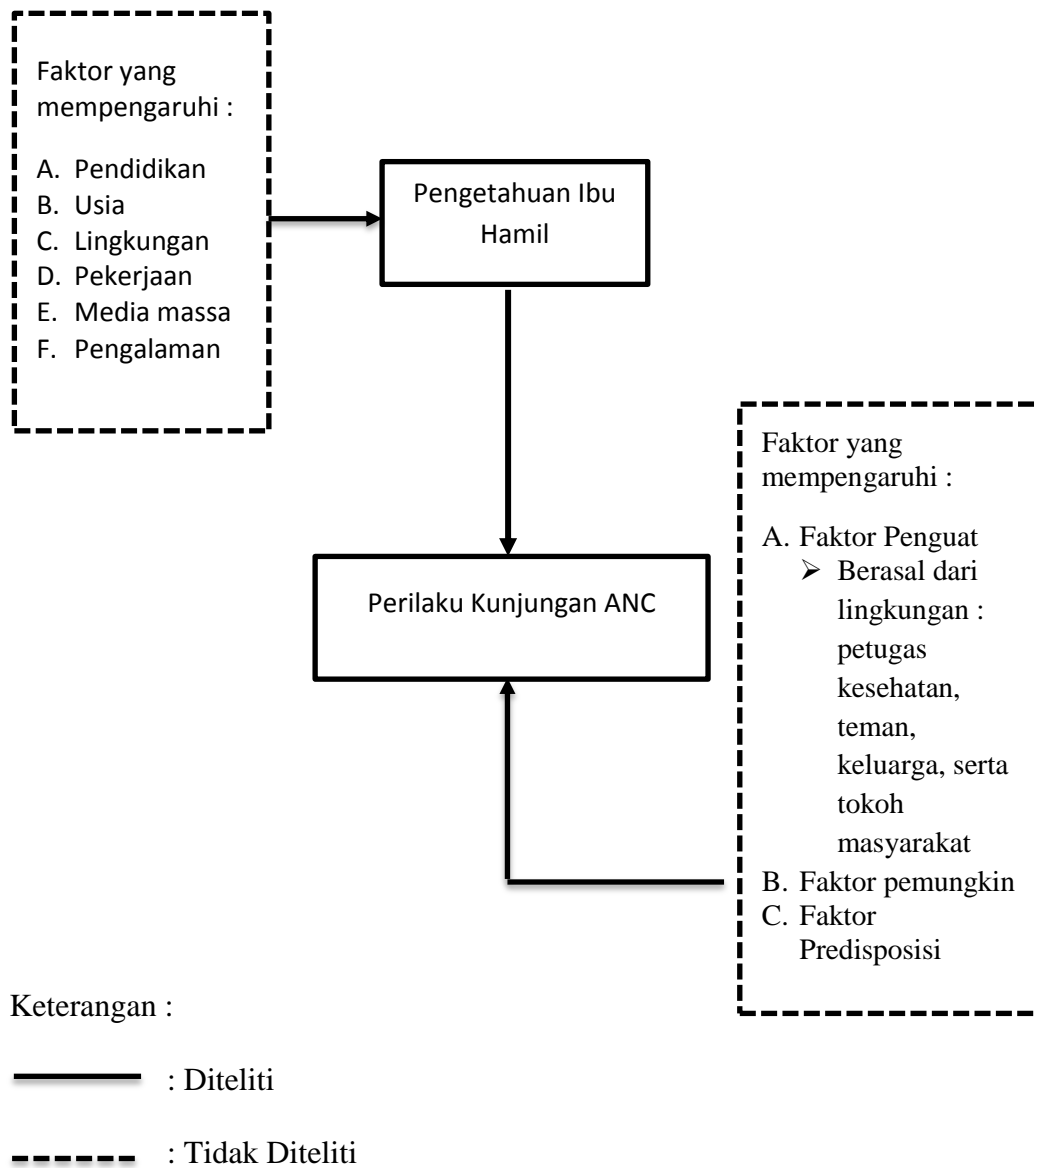 Faktor yang
mempengaruhi :
A. Pendidikan
B. Usia
C. Lingkungan
D. Pekerjaan
E. Media massa
F. Pengalaman
Pengetahuan Ibu
Hamil
Perilaku Kunjungan ANC
Faktor yang
mempengaruhi :
A. Faktor Penguat
➢ Berasal dari
lingkungan :
petugas
kesehatan,
teman,
keluarga, serta
tokoh
masyarakat
B. Faktor pemungkin
C. Faktor
Predisposisi
Keterangan :
: Diteliti
: Tidak Diteliti